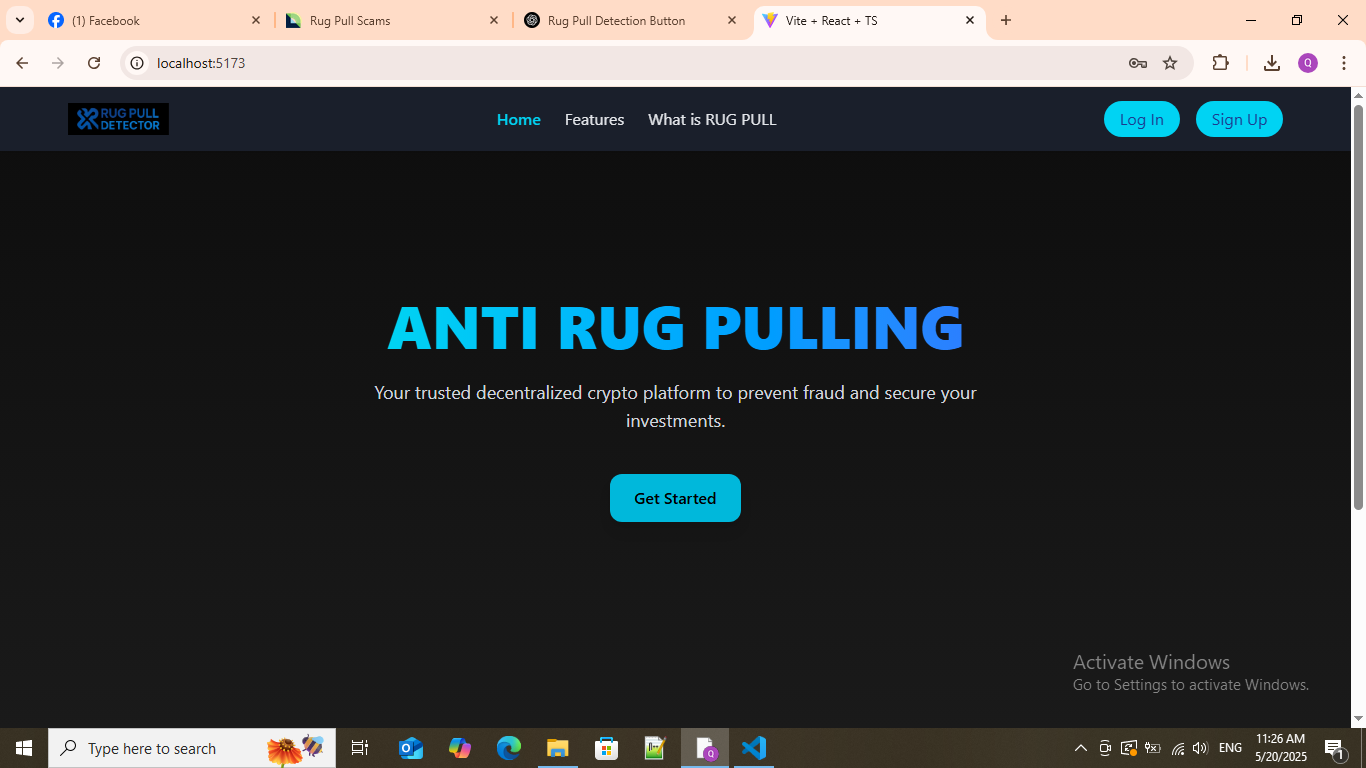 (1) Facebook
Rug Pull Scams
Rug Pull Detection Button
Vite + React + TS
localhost:5173
Q
RUG PULL
DETECTOR
Home
Features
What is RUG PULL
Log In
Sign Up
ANTI RUG PULLING
Your trusted decentralized crypto platform to prevent fraud and secure your
investments.
Get Started
Activate Windows
Go to Settings to activate Windows.
Type here to search
Q
ENG
11:26 AM
5/20/2025
1